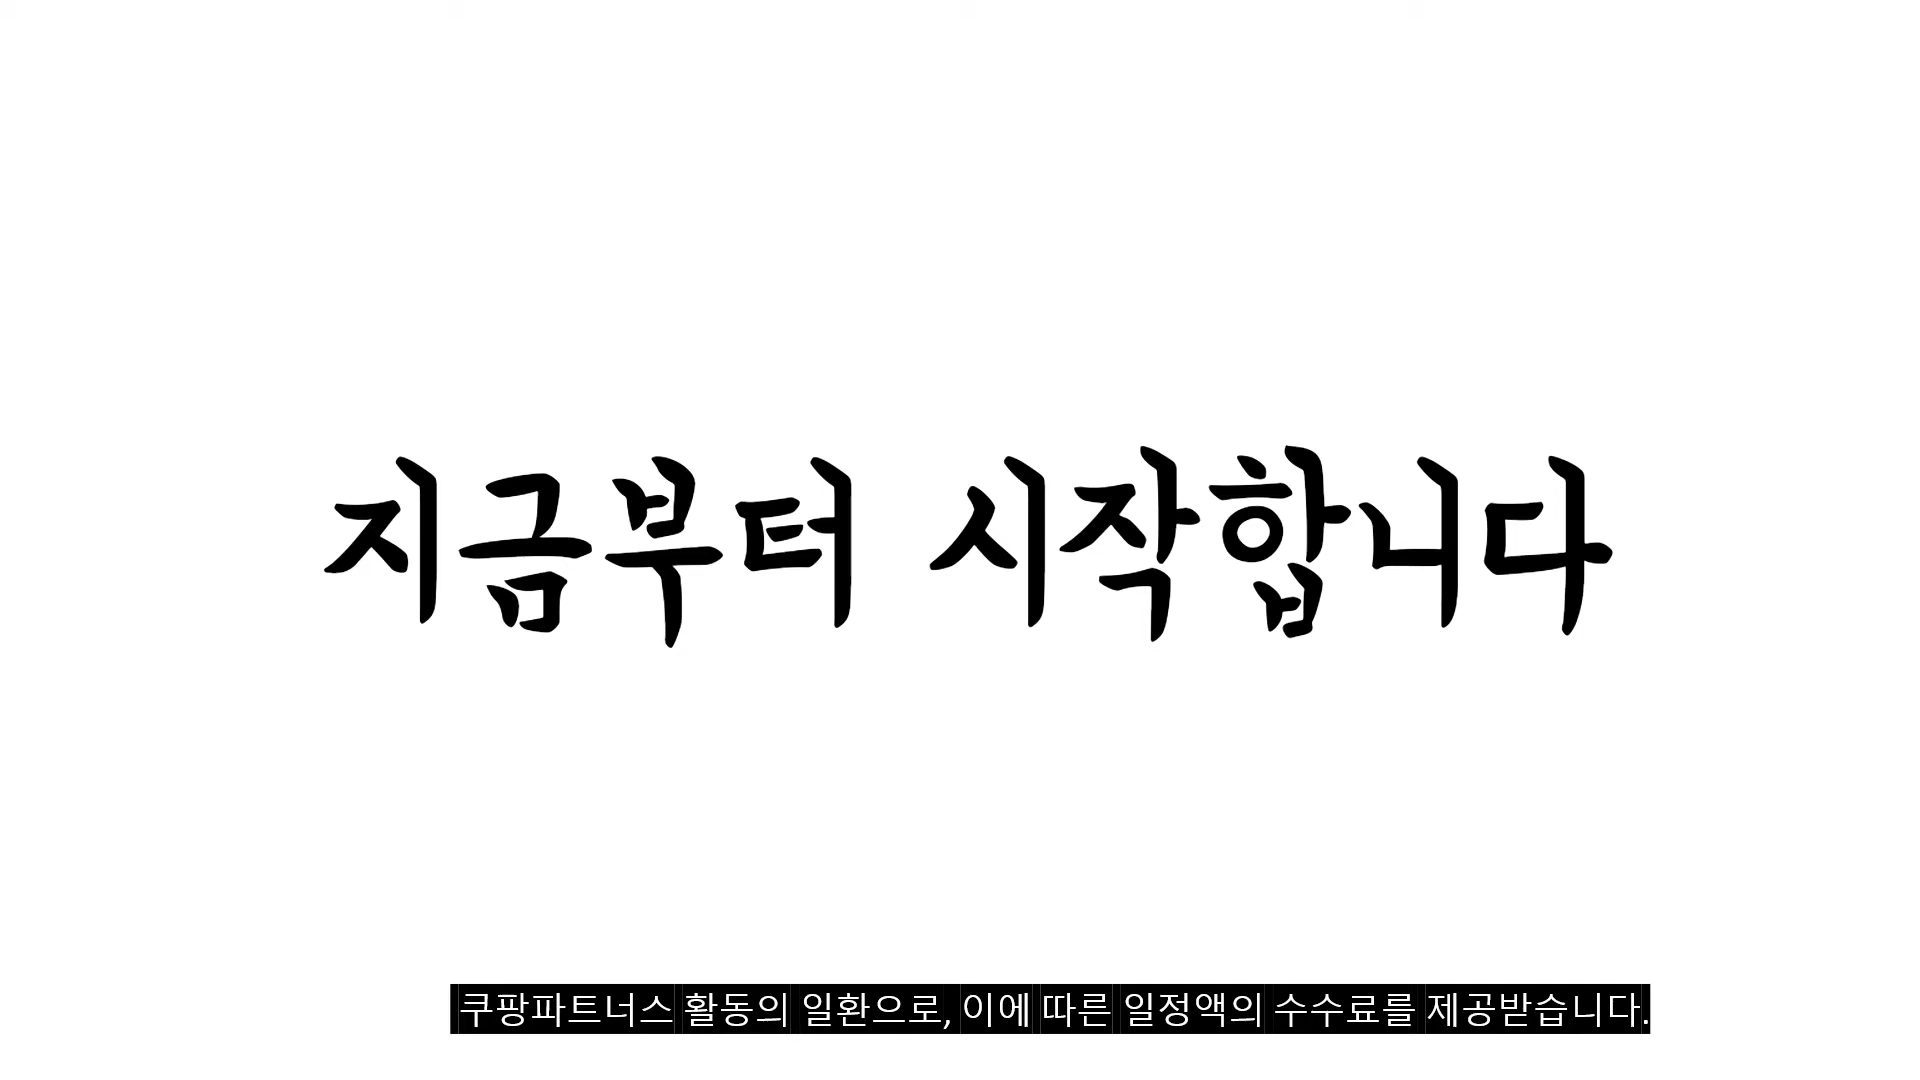 지금부터 시작합니다
쿠팡파트너스 활동의 일환으로, 이에 따른 일정액의 수수료를 제공받습니다.